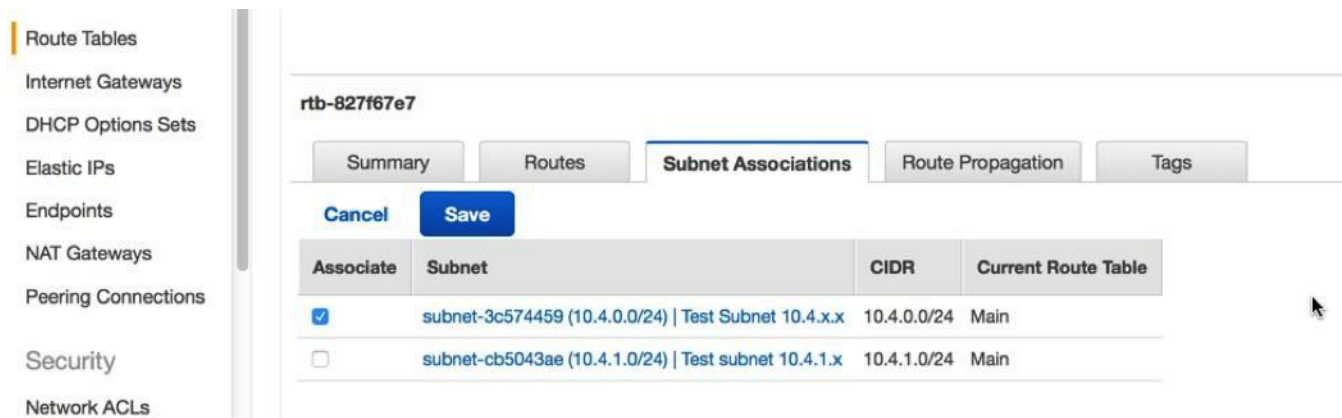 Route Tables
Internet Gateways
DHCP Options Sets
Elastic IPs
Endpoints
NAT Gateways
Peering Connections
Security
Network ACLs
rtb-827f67e7
Summary Routes Subnet Associations Route Propagation Tags
Cancel Save
Associate Subnet CIDR Current Route Table
subnet-3c574459 (10.4.0.0/24) | Test Subnet 10.4.x.x 10.4.0.0/24 Main
subnet-cb5043ae (10.4.1.0/24) | Test subnet 10.4.1.x 10.4.1.0/24 Main